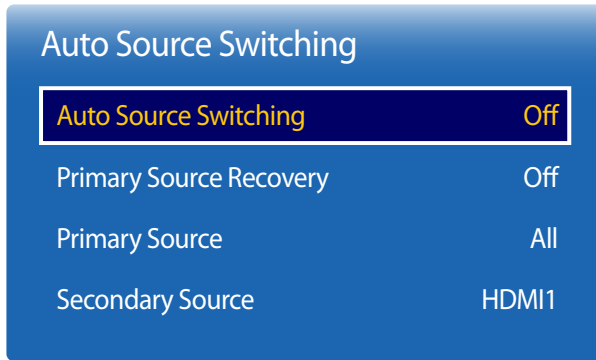 Auto Source Switching
Auto Source Switching Off
Primary Source Recovery Off
Primary Source All
Secondary Source HDMI1